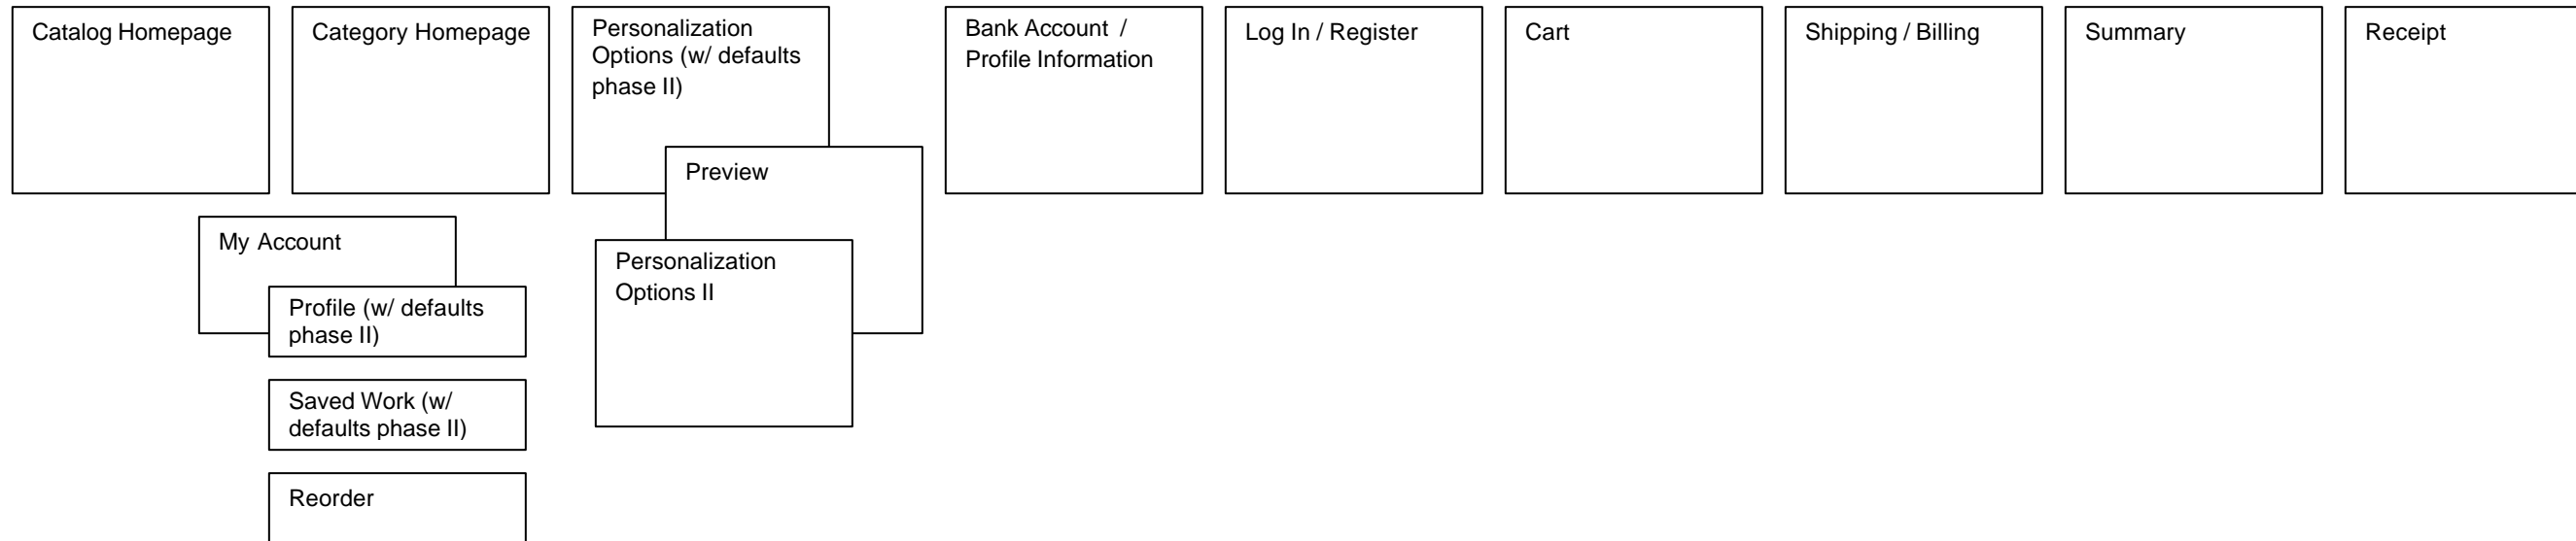 Catalog Homepage
Category Homepage
Personalization
Options (w/ defaults
phase II)
Bank Account /
Profile Information
Log In / Register
Cart
Shipping / Billing
Summary
Receipt
Preview
My Account
Personalization
Options II
Profile (w/ defaults
phase II)
Saved Work (w/
defaults phase II)
Reorder